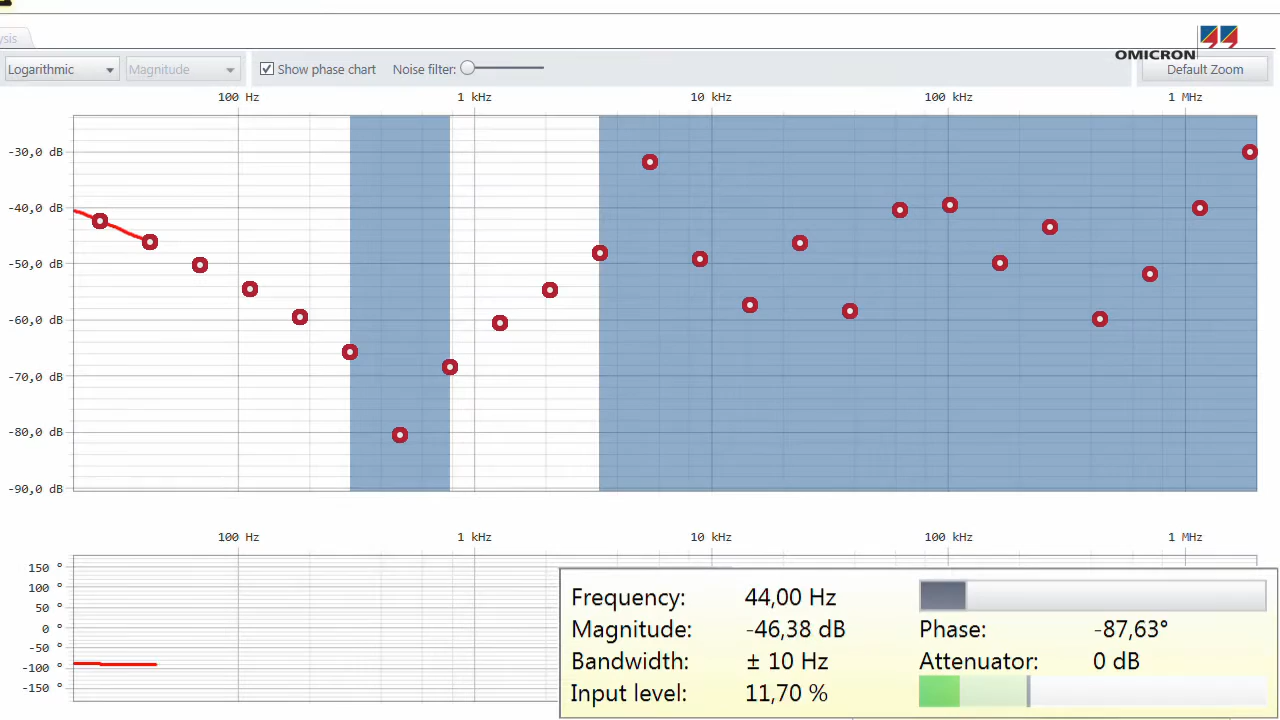 ysis
OMICRON
Logarithmic Magnitude Show phase chart Noise filter: Default Zoom
100 Hz 1 kHz 10 kHz 100 kHz 1 MHz
-30,0 dB
-40,0 dB
-50,0 dB
-60,0 dB
-70,0 dB
-80,0 dB
-90,0 dB
100 Hz 1 kHz 10 kHz 100 kHz 1 MHz
150 °
100 °
50 °
0 °
-50 °
-100 °
-150 °
Frequency: 44,00 Hz
Magnitude: -46,38 dB Phase: -87,63°
Bandwidth: ± 10 Hz Attenuator: 0 dB
Input level: 11,70 %